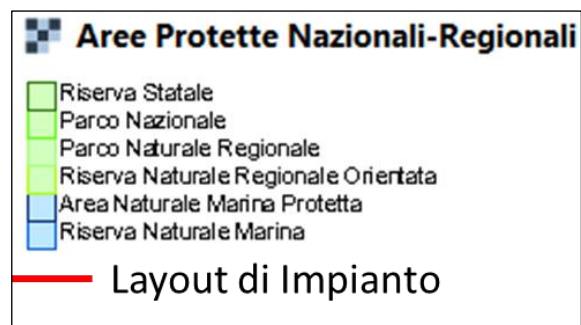 Aree Protette Nazionali-Regionali
Riserva Statale
Parco Nazionale
Parco Naturale Regionale
Riserva Naturale Regionale Orientata
Area Naturale Marina Protetta
Riserva Naturale Marina
Layout di Impianto